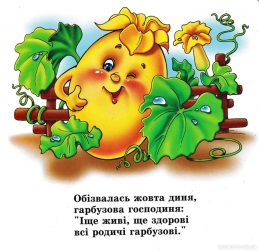 Обізвалась жовта диня,
гарбузова господиня:
"Іще живі, ще здорові
всі родичі гарбузові."